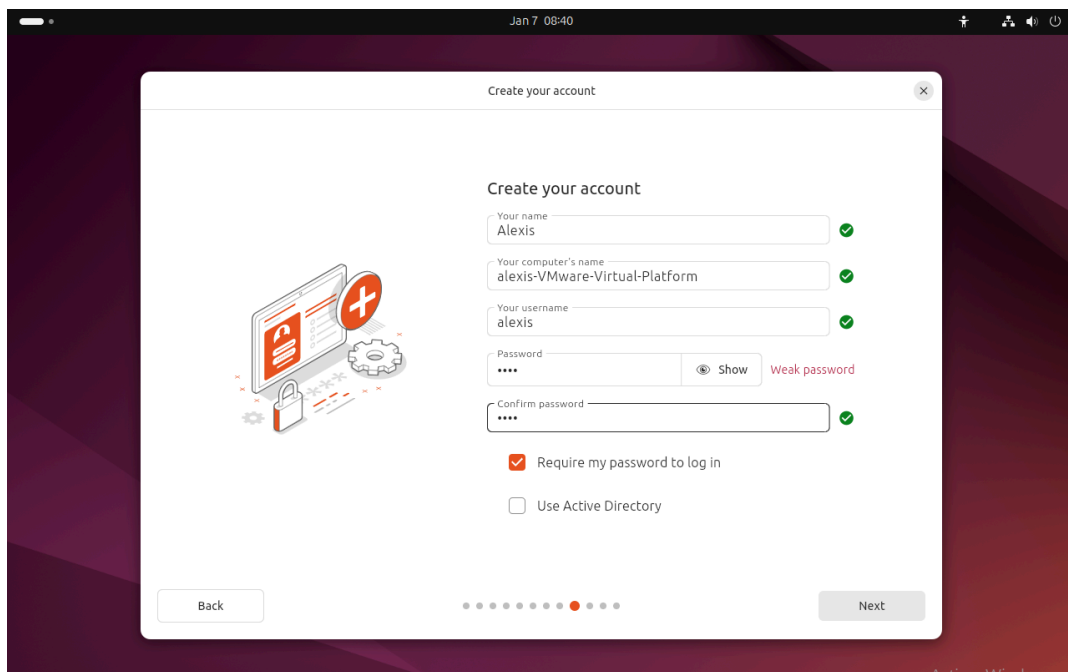 Jan 7 08:40
Create your account
Create your account
Your name
Alexis
Your computer's name
alexis-VMware-Virtual-Platform
Your username
alexis
Password
•••• Show Weak password
Confirm password
••••
Require my password to log in
Use Active Directory
Back Next